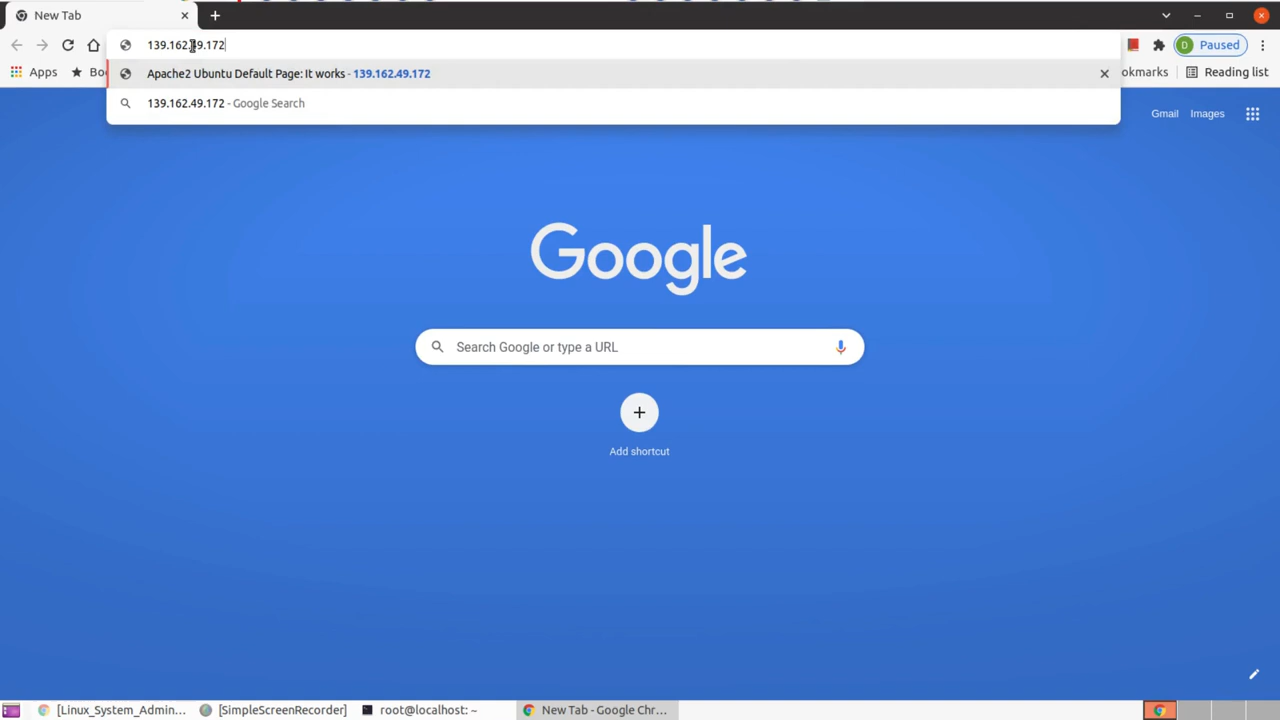 New Tab
139.162.49.172
D Paused
Apps
Bo
Apache2 Ubuntu Default Page: It works - 139.162.49.172
okmarks
Reading list
139.162.49.172 - Google Search
Gmail
Images
Google
Search Google or type a URL
Add shortcut
[Linux_System_Admin...
[SimpleScreenRecorder]
root@localhost: ~
New Tab - Google Chr...